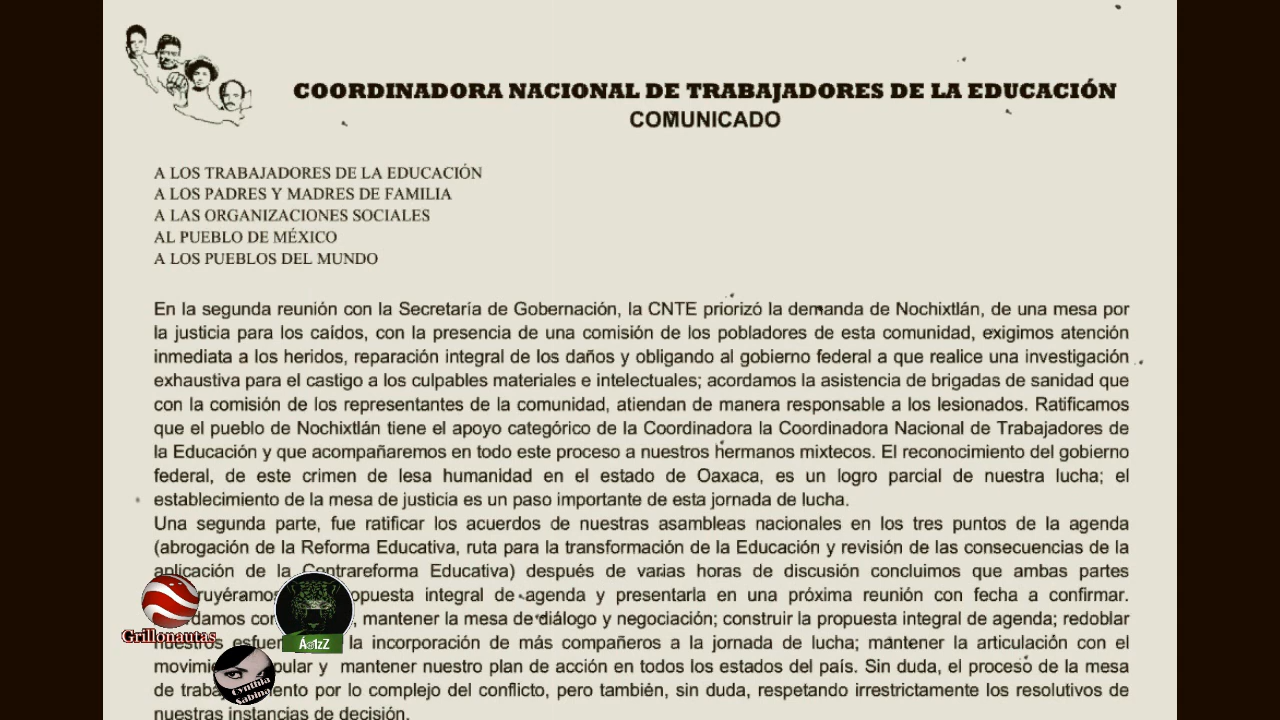 COORDINADORA NACIONAL DE TRABAJADORES DE LA EDUCACIÓN
COMUNICADO
A LOS TRABAJADORES DE LA EDUCACIÓN
A LOS PADRES Y MADRES DE FAMILIA
A LAS ORGANIZACIONES SOCIALES
AL PUEBLO DE MÉXICO
A LOS PUEBLOS DEL MUNDO
En la segunda reunión con la Secretaría de Gobernación, la CNTE priorizó la demanda de Nochixtlán, de una mesa por
la justicia para los caídos, con la presencia de una comisión de los pobladores de esta comunidad, exigimos atención
inmediata a los heridos, reparación integral de los daños y obligando al gobierno federal a que realice una investigación
exhaustiva para el castigo a los culpables materiales e intelectuales; acordamos la asistencia de brigadas de sanidad que
con la comisión de los representantes de la comunidad, atiendan de manera responsable a los lesionados. Ratificamos
que el pueblo de Nochixtlán tiene el apoyo categórico de la Coordinadora la Coordinadora Nacional de Trabajadores de
la Educación y que acompañaremos en todo este proceso a nuestros hermanos mixtecos. El reconocimiento del gobierno
federal, de este crimen de lesa humanidad en el estado de Oaxaca, es un logro parcial de nuestra lucha; el
establecimiento de la mesa de justicia es un paso importante de esta jornada de lucha.
Una segunda parte, fue ratificar los acuerdos de nuestras asambleas nacionales en los tres puntos de la agenda
(abrogación de la Reforma Educativa, ruta para la transformación de la Educación y revisión de las consecuencias de la
aplicación de la Contrareforma Educativa) después de varias horas de discusión concluimos que ambas partes
integral de agenda y presentarla en una próxima reunión con fecha a confirmar.
, mantener la mesa de diálogo y negociación; construir la propuesta integral de agenda; redoblar
nuestros la incorporación de más compañeros a la jornada de lucha; mantener la articulación con el
y mantener nuestro plan de acción en todos los estados del país. Sin duda, el proceso de la mesa
de por lo complejo del conflicto, pero también, sin duda, respetando irrestrictamente los resolutivos de
nuestras instancias de decisión.
Grillonautas
Cynthia
Sabina